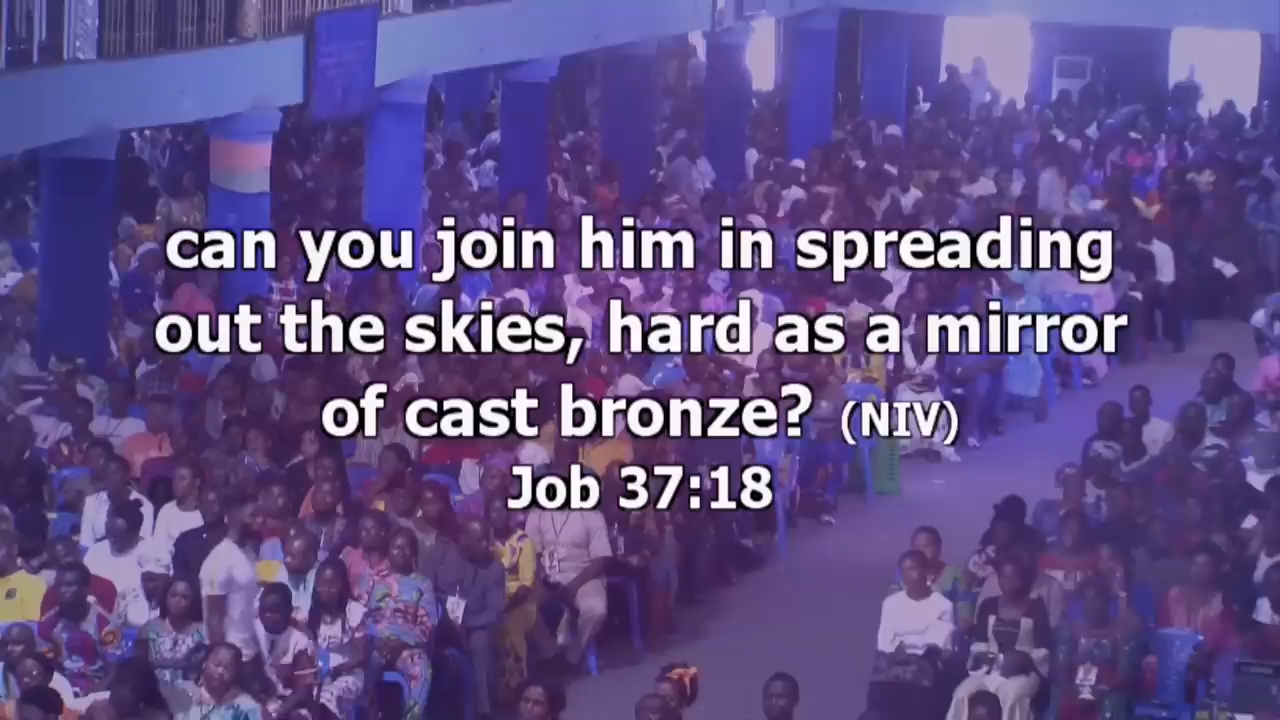 can you join him in spreading
out the skies, hard as a mirror
of cast bronze? (NIV)
Job 37:18